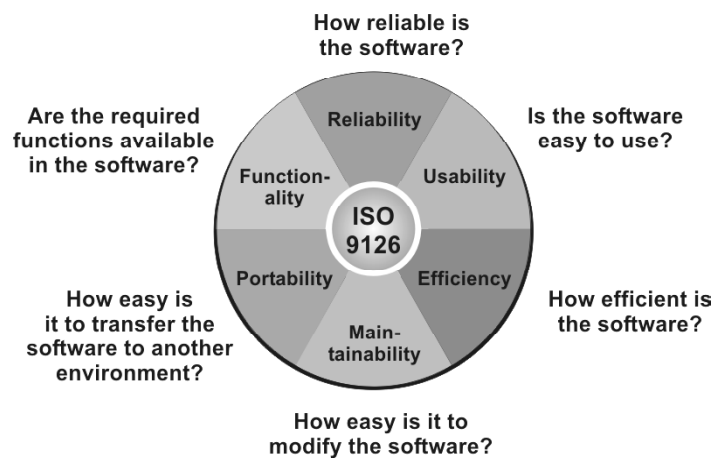 How reliable is
the software?
Are the required
functions available
in the software?
Reliability
Is the software
easy to use?
Function-
ality
Usability
ISO
9126
Portability
Efficiency
How easy is
it to transfer the
software to another
environment?
Main-
tainability
How efficient is
the software?
How easy is it to
modify the software?